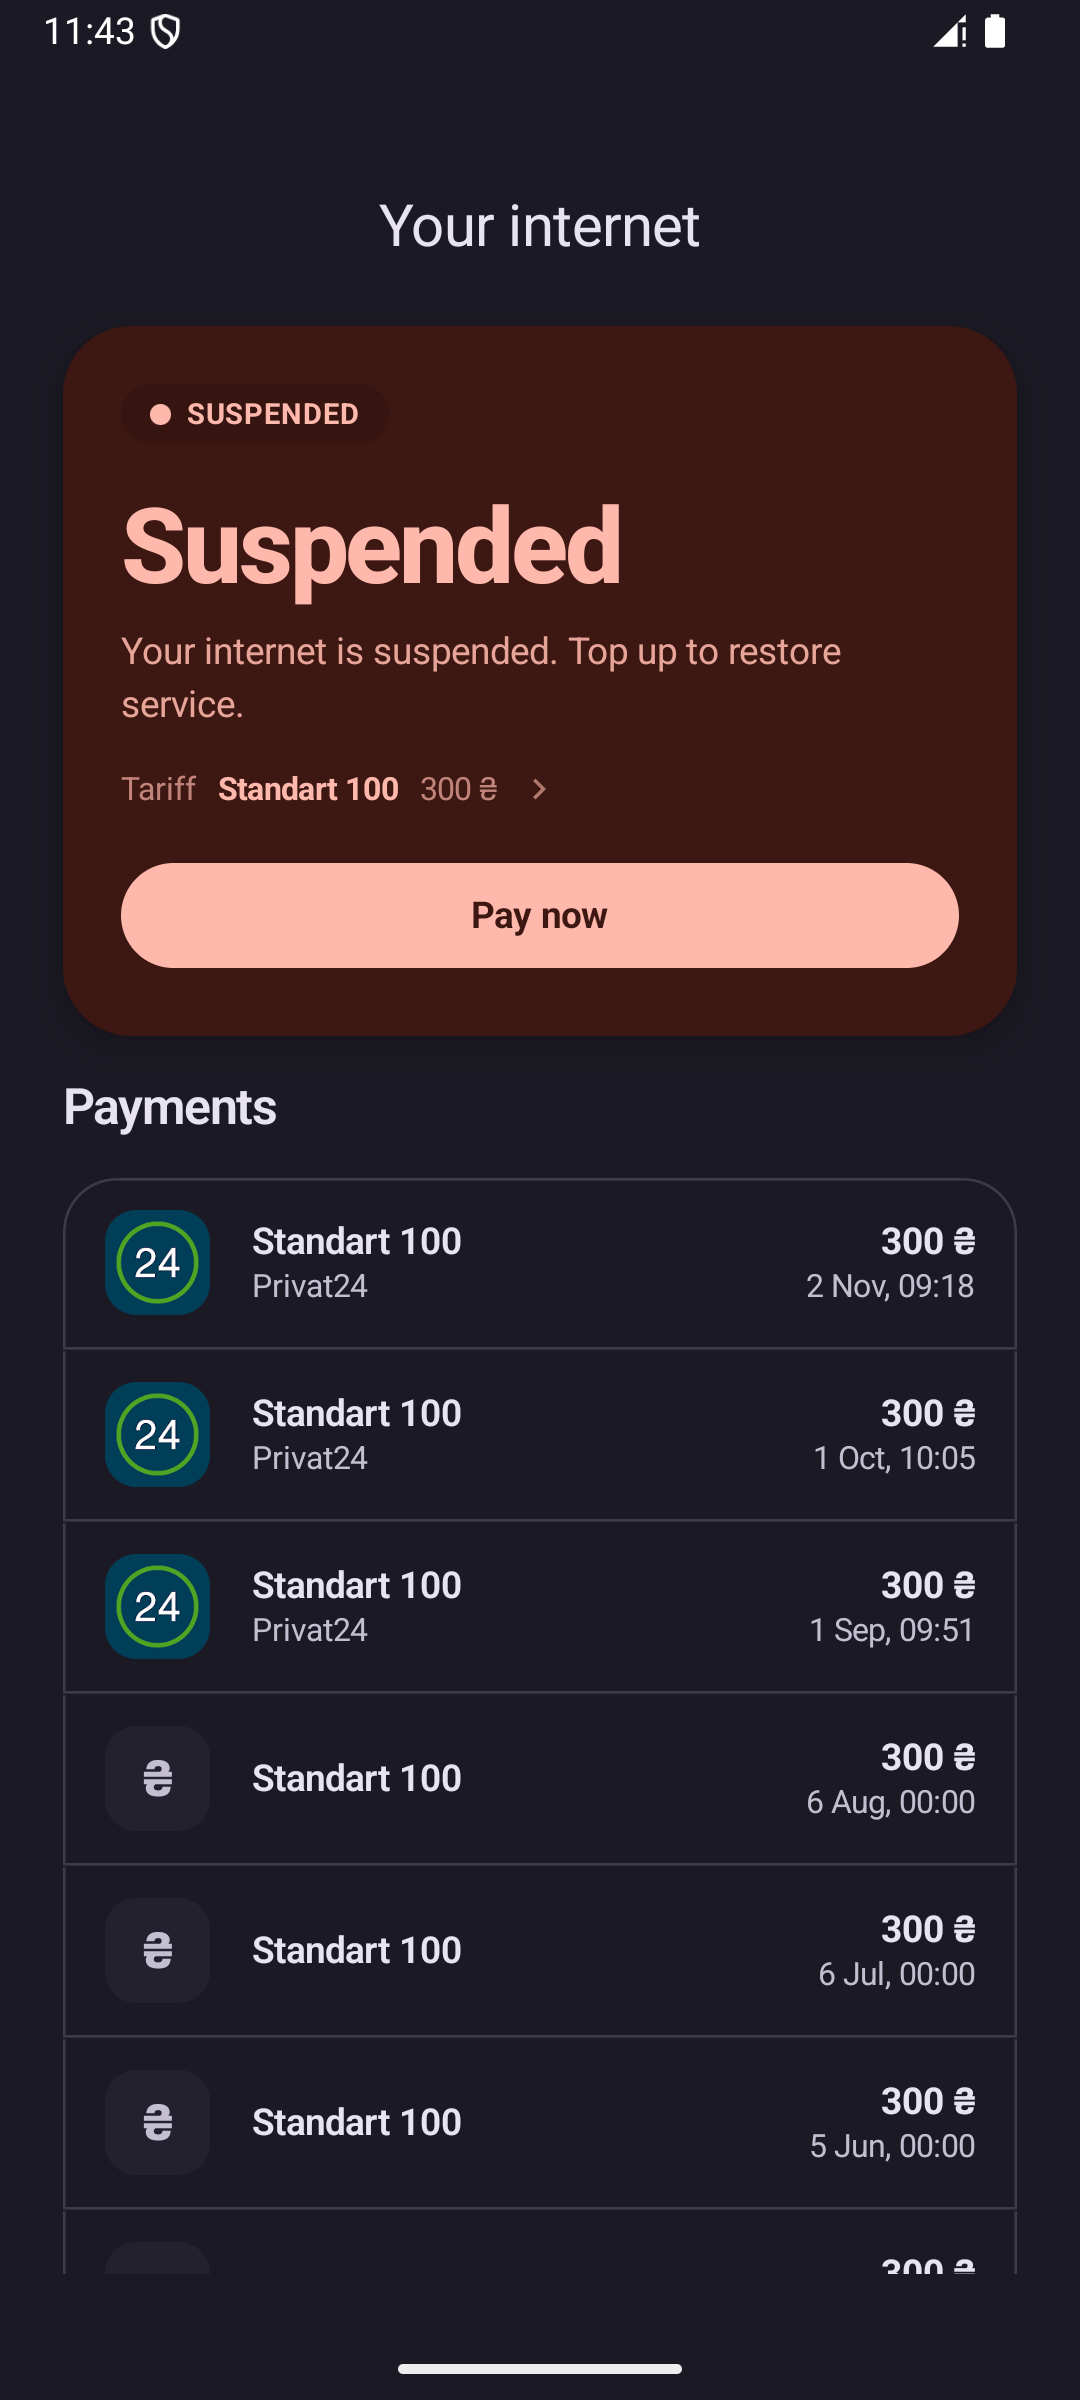 11:43
Your internet
SUSPENDED
Suspended
Your internet is suspended. Top up to restore
service.
Tariff Standart 100 300 ₴
Pay now
Payments
24 Standart 100 300 ₴
Privat24 2 Nov, 09:18
24 Standart 100 300 ₴
Privat24 1 Oct, 10:05
24 Standart 100 300 ₴
Privat24 1 Sep, 09:51
₴ Standart 100 300 ₴
6 Aug, 00:00
₴ Standart 100 300 ₴
6 Jul, 00:00
₴ Standart 100 300 ₴
5 Jun, 00:00
300 ₴